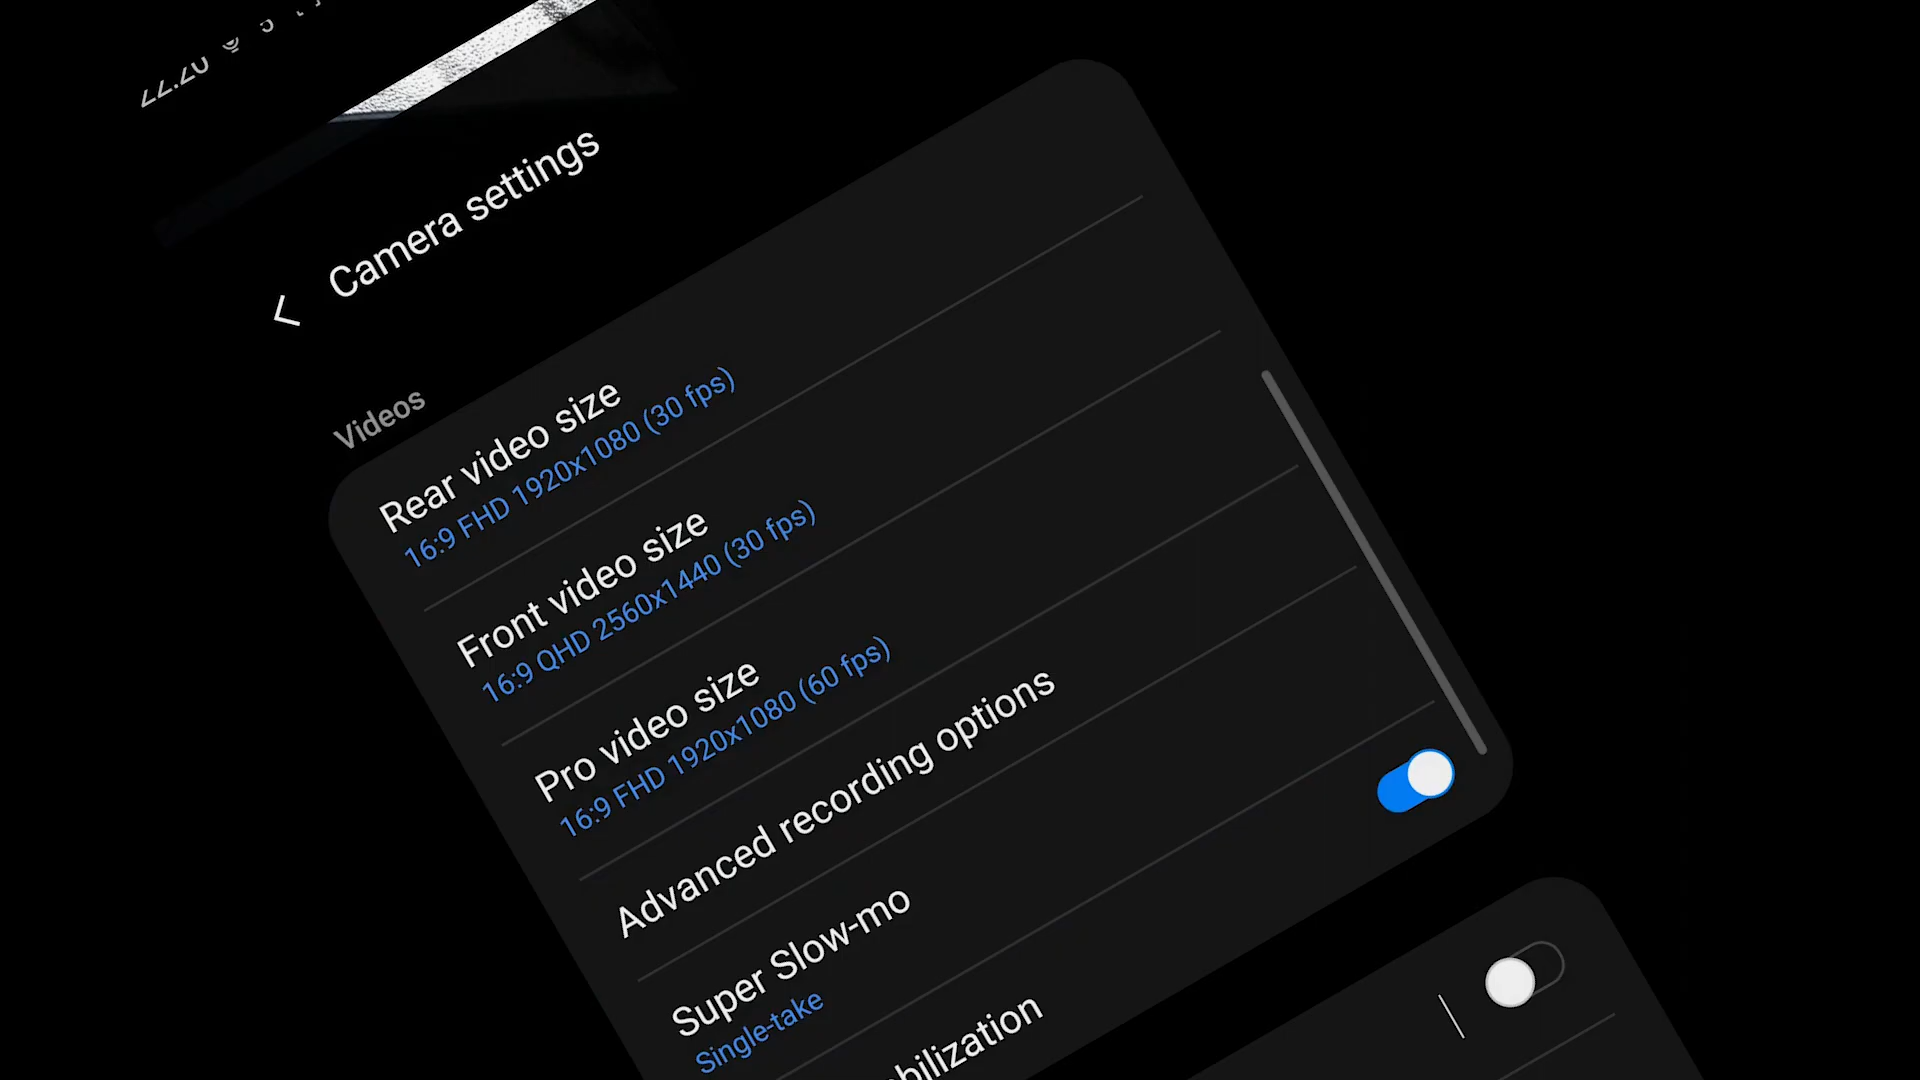 Camera settings
Videos
Rear video size
16:9 FHD 1920x1080 (30 fps)
Front video size
16:9 QHD 2560x1440 (30 fps)
Pro video size
16:9 FHD 1920x1080 (60 fps)
Advanced recording options
Super Slow-mo
Single-take